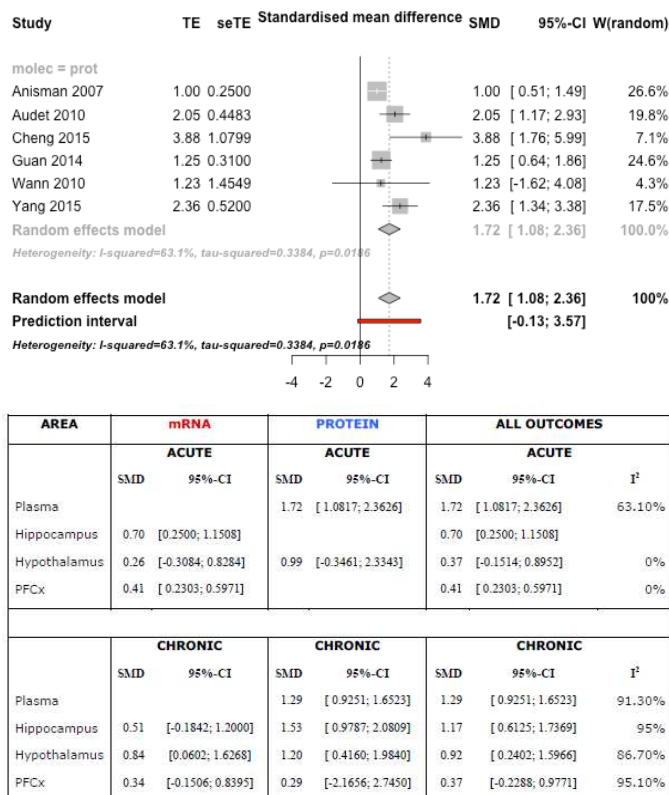 Study TE seTE Standardised mean difference SMD 95%-CI W(random)
molec = prot
Anisman 2007 1.00 0.2500 1.00 [ 0.51; 1.49] 26.6%
Audet 2010 2.05 0.4483 2.05 [ 1.17; 2.93] 19.8%
Cheng 2015 3.88 1.0799 3.88 [ 1.76; 5.99] 7.1%
Guan 2014 1.25 0.3100 1.25 [ 0.64; 1.86] 24.6%
Wann 2010 1.23 1.4549 1.23 [-1.62; 4.08] 4.3%
Yang 2015 2.36 0.5200 2.36 [ 1.34; 3.38] 17.5%
Random effects model 1.72 [ 1.08; 2.36] 100.0%
Heterogeneity: I-squared=63.1%, tau-squared=0.3384, p=0.0186
Random effects model 1.72 [ 1.08; 2.36] 100%
Prediction interval [-0.13; 3.57]
Heterogeneity: I-squared=63.1%, tau-squared=0.3384, p=0.0186
-4 -2 0 2 4
AREA mRNA PROTEIN ALL OUTCOMES
ACUTE ACUTE ACUTE
SMD 95%-CI SMD 95%-CI SMD 95%-CI I²
Plasma 1.72 [ 1.0817; 2.3626] 1.72 [ 1.0817; 2.3626] 63.10%
Hippocampus 0.70 [0.2500; 1.1508] 0.70 [0.2500; 1.1508]
Hypothalamus 0.26 [-0.3084; 0.8284] 0.99 [-0.3461; 2.3343] 0.37 [-0.1514; 0.8952] 0%
PFCx 0.41 [ 0.2303; 0.5971] 0.41 [ 0.2303; 0.5971] 0%
CHRONIC CHRONIC CHRONIC
SMD 95%-CI SMD 95%-CI SMD 95%-CI I²
Plasma 1.29 [ 0.9251; 1.6523] 1.29 [ 0.9251; 1.6523] 91.30%
Hippocampus 0.51 [-0.1842; 1.2000] 1.53 [ 0.9787; 2.0809] 1.17 [ 0.6125; 1.7369] 95%
Hypothalamus 0.84 [0.0602; 1.6268] 1.20 [ 0.4160; 1.9840] 0.92 [ 0.2402; 1.5966] 86.70%
PFCx 0.34 [-0.1506; 0.8395] 0.29 [-2.1656; 2.7450] 0.37 [-0.2288; 0.9771] 95.10%